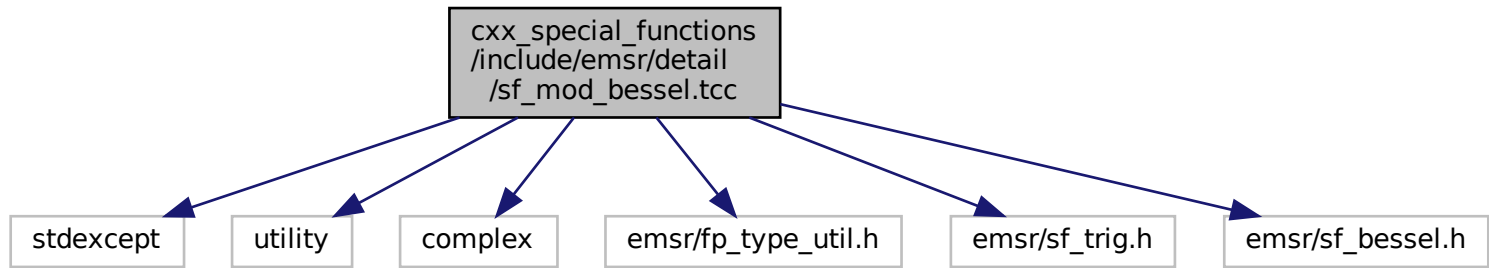 cxx_special_functions
/include/emsr/detail
/sf_mod_bessel.tcc
stdexcept
utility
complex
emsr/fp_type_util.h
emsr/sf_trig.h
emsr/sf_bessel.h